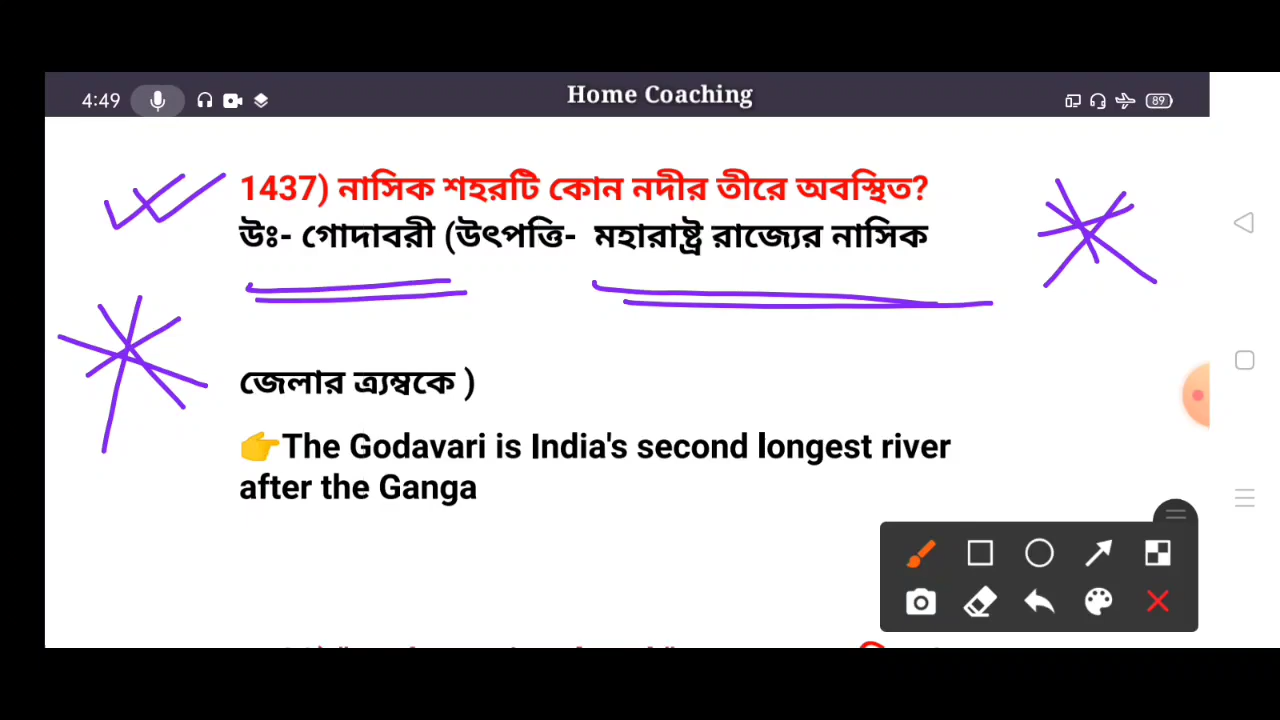 4:49
Home Coaching
89
1437) নাসিক শহরটি কোন নদীর তীরে অবস্থিত?
উঃ- গোদাবরী (উৎপত্তি- মহারাষ্ট্র রাজ্যের নাসিক
জেলার ত্র্যম্বকে )
👉The Godavari is India's second longest river
after the Ganga